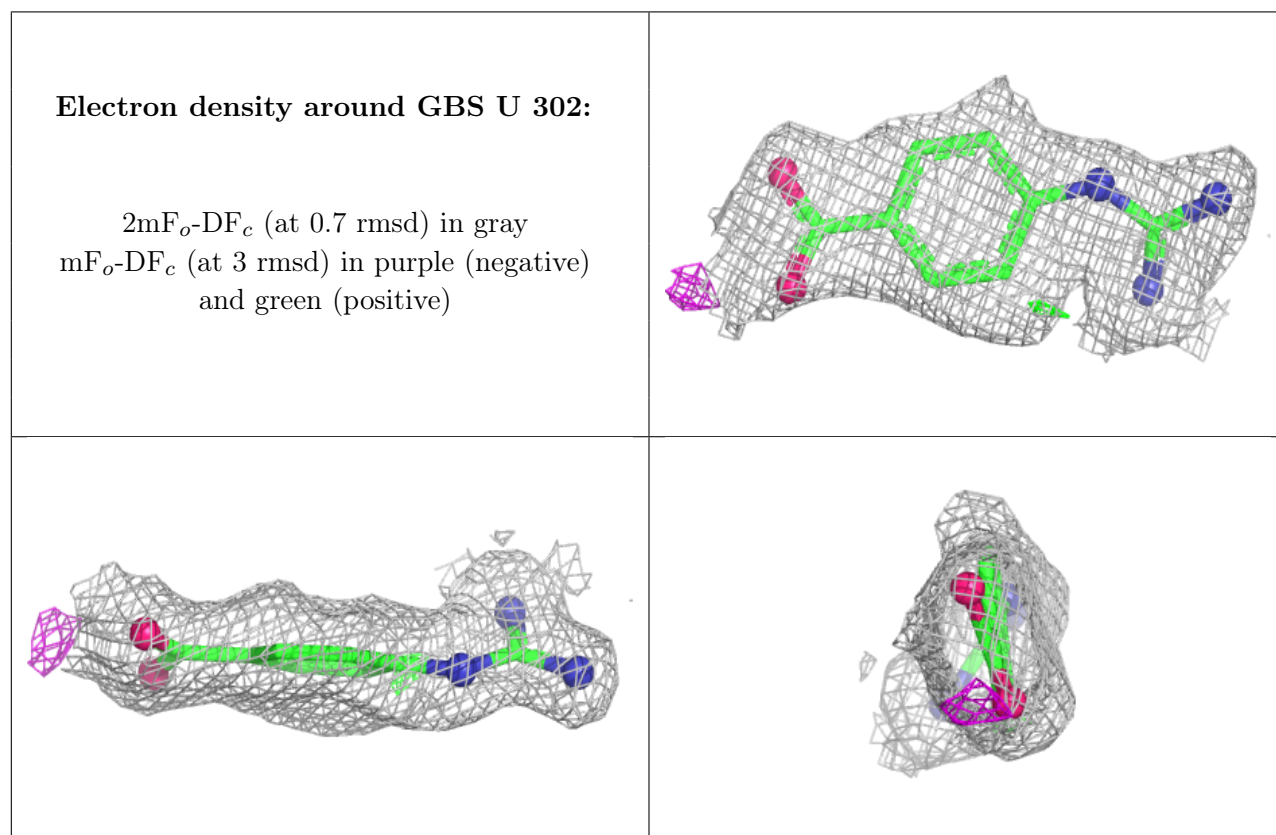 Electron density around GBS U 302:
2mFo-DFc (at 0.7 rmsd) in gray
mFo-DFc (at 3 rmsd) in purple (negative)
and green (positive)